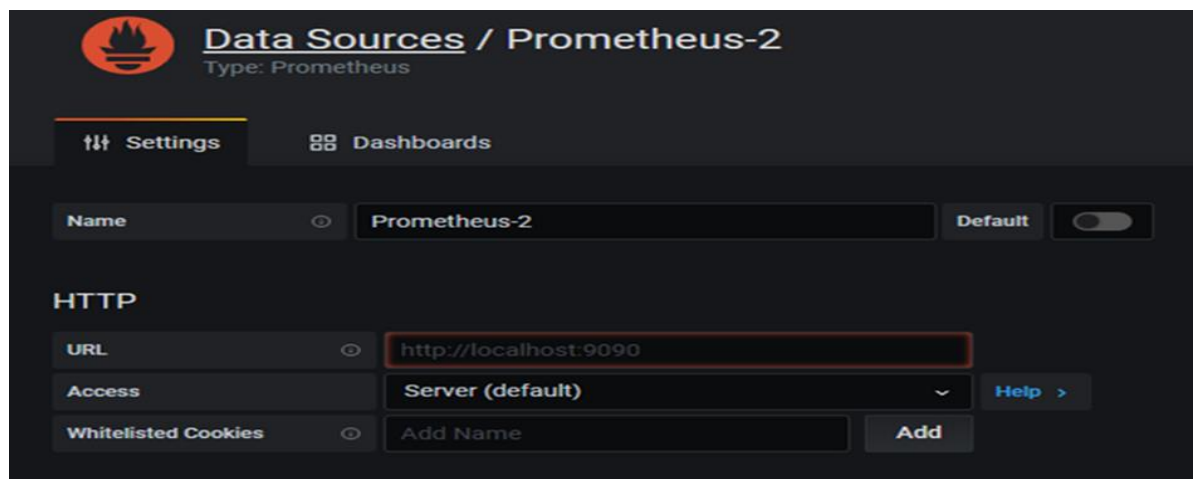 Data Sources / Prometheus-2
Type: Prometheus
Settings Dashboards
Name Prometheus-2 Default
HTTP
URL http://localhost:9090
Access Server (default) Help >
Whitelisted Cookies Add Name Add